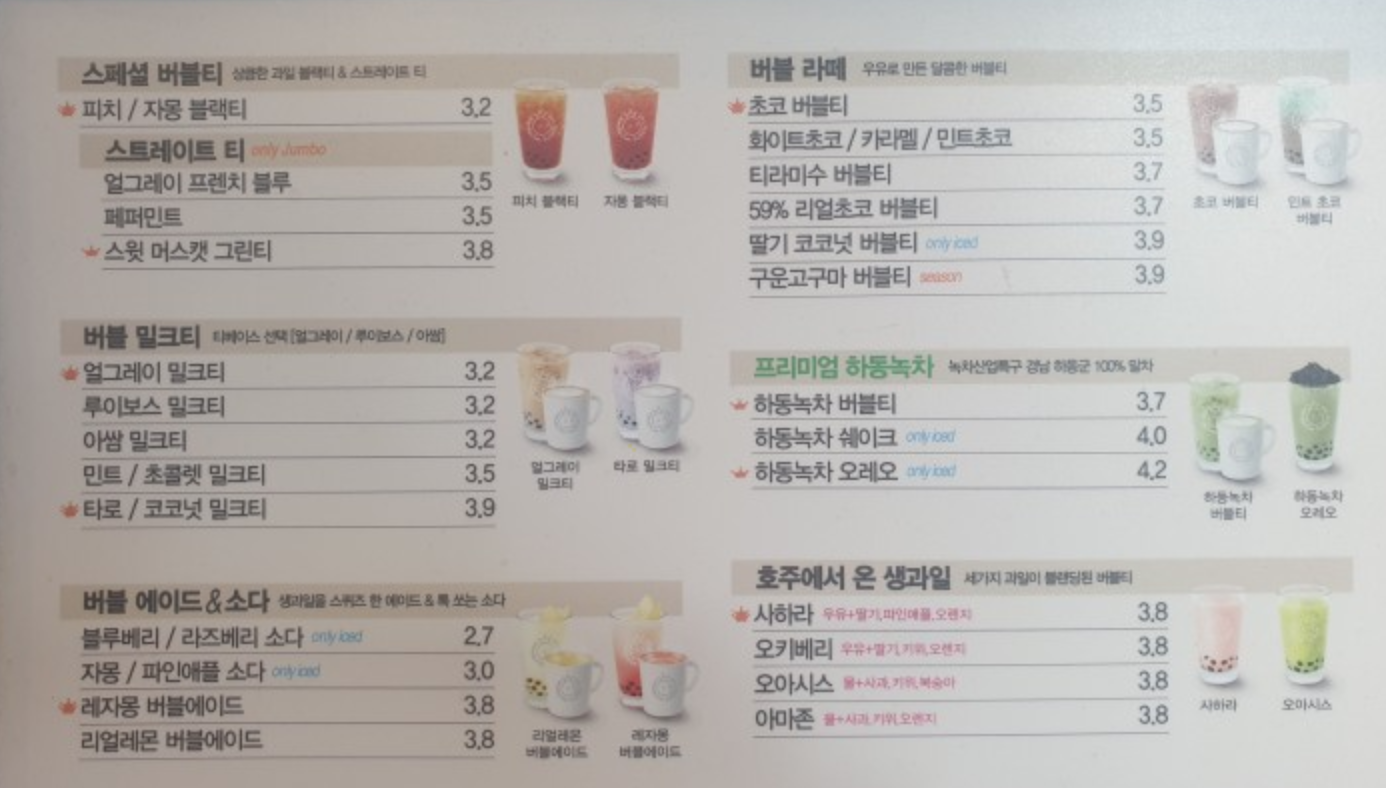 스페셜 버블티 상큼한 과일 블랙티 & 스트레이트 티
피치 / 자몽 블랙티 3.2
스트레이트 티 only Jumbo
얼그레이 프렌치 블루 3.5
페퍼민트 3.5
스윗 머스캣 그린티 3.8
피치 블랙티
자몽 블랙티
버블 밀크티 티베이스 선택 [얼그레이 / 루이보스 / 아쌈]
얼그레이 밀크티 3.2
루이보스 밀크티 3.2
아쌈 밀크티 3.2
민트 / 초콜렛 밀크티 3.5
타로 / 코코넛 밀크티 3.9
얼그레이
밀크티
타로 밀크티
버블 에이드&소다 생과일을 스퀴즈 한 에이드 & 톡 쏘는 소다
블루베리 / 라즈베리 소다 only iced 2.7
자몽 / 파인애플 소다 only iced 3.0
레자몽 버블에이드 3.8
리얼레몬 버블에이드 3.8
리얼레몬
버블에이드
레자몽
버블에이드
버블 라떼 우유로 만든 달콤한 버블티
초코 버블티 3.5
화이트초코 / 카라멜 / 민트초코 3.5
티라미수 버블티 3.7
59% 리얼초코 버블티 3.7
딸기 코코넛 버블티 only iced 3.9
구운고구마 버블티 season 3.9
초코 버블티
민트 초코
버블티
프리미엄 하동녹차 녹차산업특구 경남 하동군 100% 말차
하동녹차 버블티 3.7
하동녹차 쉐이크 only iced 4.0
하동녹차 오레오 only iced 4.2
하동녹차
버블티
하동녹차
오레오
호주에서 온 생과일 세가지 과일이 블랜딩된 버블티
사하라 우유+딸기,파인애플,오렌지 3.8
오키베리 우유+딸기,키위,오렌지 3.8
오아시스 물+사과,키위,복숭아 3.8
아마존 물+사과,키위,오렌지 3.8
사하라
오아시스